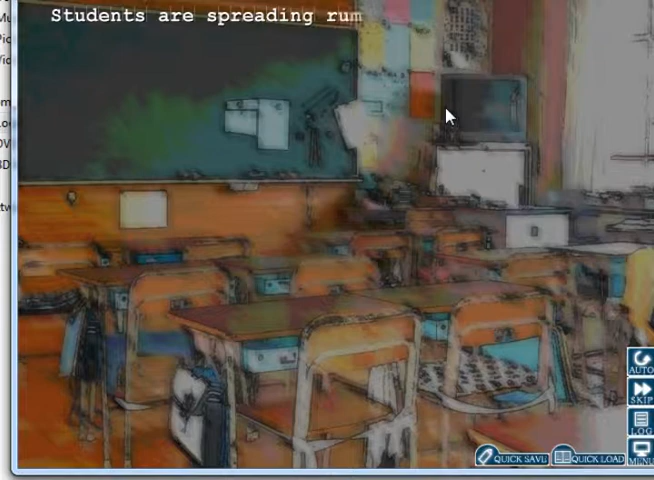 Students are spreading rum
AUTO
SKIP
LOG
QUICK SAVE
QUICK LOAD
MENU